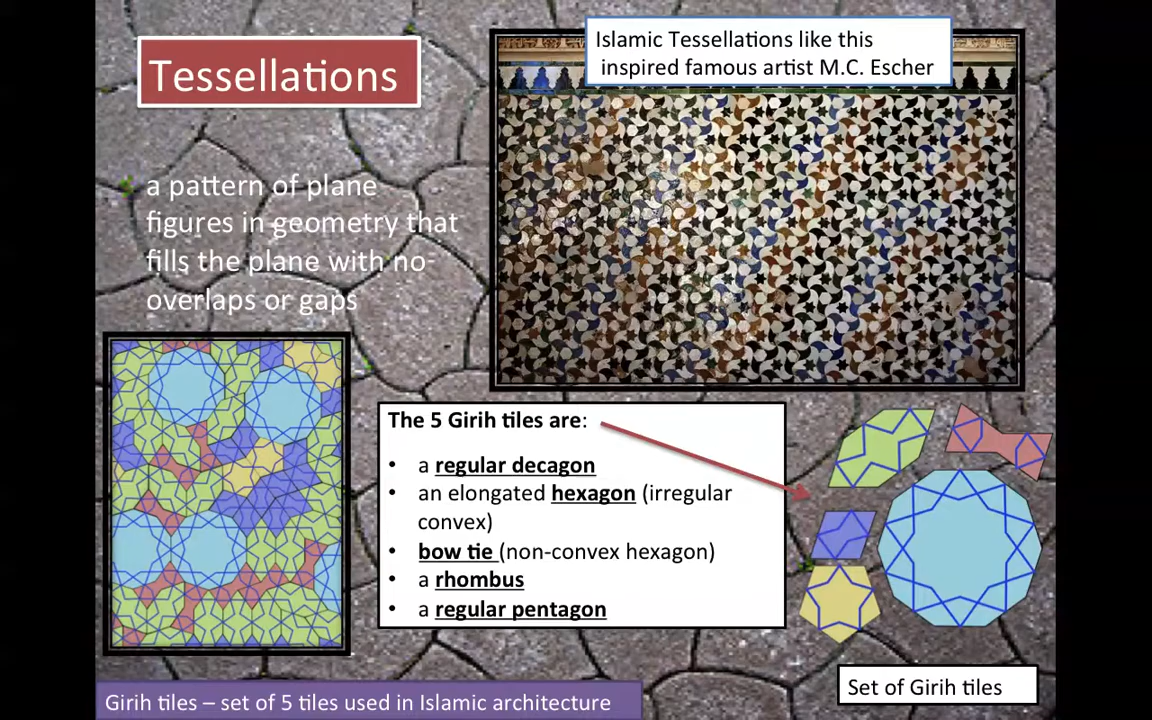 Tessellations
Islamic Tessellations like this
inspired famous artist M.C. Escher
a pattern of plane
figures in geometry that
fills the plane with no-
overlaps or gaps
The 5 Girih tiles are:
• a regular decagon
• an elongated hexagon (irregular
convex)
• bow tie (non-convex hexagon)
• a rhombus
• a regular pentagon
Set of Girih tiles
Girih tiles – set of 5 tiles used in Islamic architecture